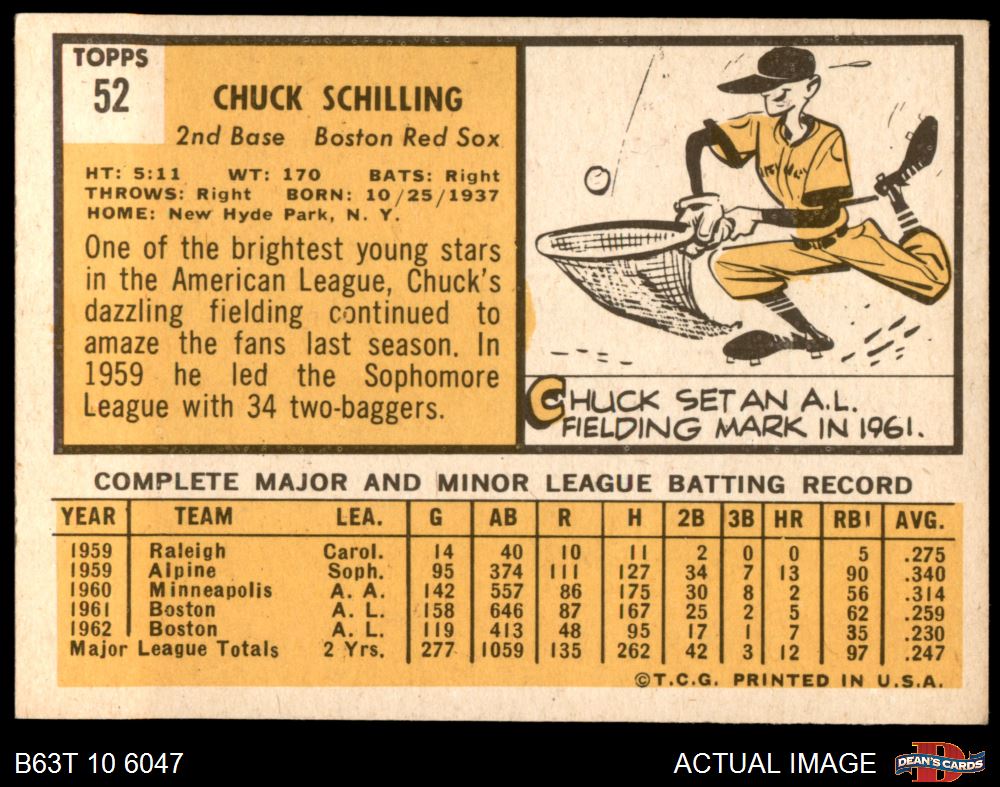 TOPPS
52
CHUCK SCHILLING
2nd Base Boston Red Sox
HT: 5:11 WT: 170 BATS: Right
THROWS: Right BORN: 10/25/1937
HOME: New Hyde Park, N. Y.
One of the brightest young stars
in the American League, Chuck's
dazzling fielding continued to
amaze the fans last season. In
1959 he led the Sophomore
League with 34 two-baggers.
CHUCK SET AN A.L.
FIELDING MARK IN 1961.
COMPLETE MAJOR AND MINOR LEAGUE BATTING RECORD
YEAR TEAM LEA. G AB R H 2B 3B HR RBI AVG.
1959 Raleigh Carol. 14 40 10 11 2 0 0 5 .275
1959 Alpine Soph. 95 374 111 127 34 7 13 90 .340
1960 Minneapolis A. A. 142 557 86 175 30 8 2 56 .314
1961 Boston A. L. 158 646 87 167 25 2 5 62 .259
1962 Boston A. L. 119 413 48 95 17 1 7 35 .230
Major League Totals 2 Yrs. 277 1059 135 262 42 3 12 97 .247
©T.C.G. PRINTED IN U.S.A.
B63T 10 6047
ACTUAL IMAGE
DEAN'S CARDS